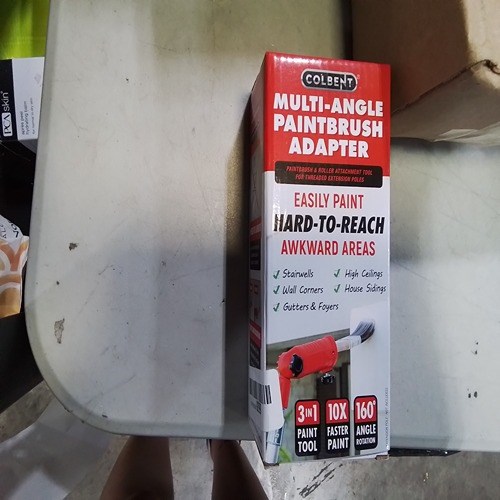 COLBENT
MULTI-ANGLE
PAINTBRUSH
ADAPTER
PAINTBRUSH & ROLLER ATTACHMENT TOOL
FOR THREADED EXTENSION POLES
EASILY PAINT
HARD-TO-REACH
AWKWARD AREAS
✓ Stairwells ✓ High Ceilings
✓ Wall Corners ✓ House Sidings
✓ Gutters & Foyers
3 IN 1
PAINT
TOOL
10X
FASTER
PAINT
160°
ANGLE
ROTATION
PCA skin